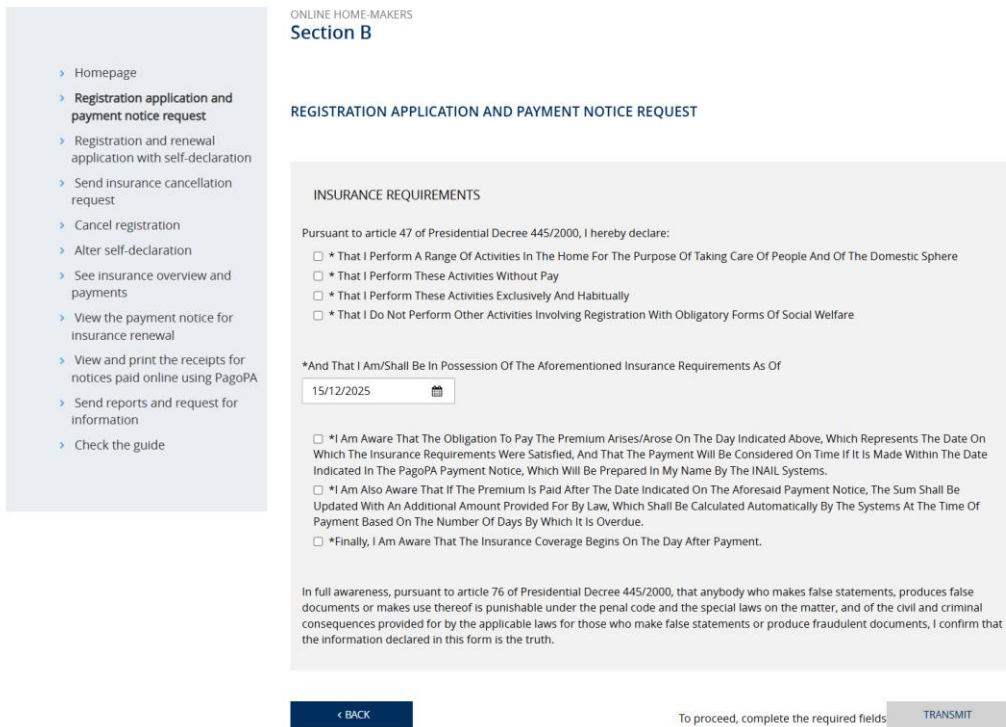 ONLINE HOME-MAKERS
Section B
Homepage
Registration application and
payment notice request
Registration and renewal
application with self-declaration
Send insurance cancellation
request
Cancel registration
Alter self-declaration
See insurance overview and
payments
View the payment notice for
insurance renewal
View and print the receipts for
notices paid online using PagoPA
Send reports and request for
information
Check the guide
REGISTRATION APPLICATION AND PAYMENT NOTICE REQUEST
INSURANCE REQUIREMENTS
Pursuant to article 47 of Presidential Decree 445/2000, I hereby declare:
* That I Perform A Range Of Activities In The Home For The Purpose Of Taking Care Of People And Of The Domestic Sphere
* That I Perform These Activities Without Pay
* That I Perform These Activities Exclusively And Habitually
* That I Do Not Perform Other Activities Involving Registration With Obligatory Forms Of Social Welfare
*And That I Am/Shall Be In Possession Of The Aforementioned Insurance Requirements As Of
15/12/2025
*I Am Aware That The Obligation To Pay The Premium Arises/Arose On The Day Indicated Above, Which Represents The Date On
Which The Insurance Requirements Were Satisfied, And That The Payment Will Be Considered On Time If It Is Made Within The Date
Indicated In The PagoPA Payment Notice, Which Will Be Prepared In My Name By The INAIL Systems.
*I Am Also Aware That If The Premium Is Paid After The Date Indicated On The Aforesaid Payment Notice, The Sum Shall Be
Updated With An Additional Amount Provided For By Law, Which Shall Be Calculated Automatically By The Systems At The Time Of
Payment Based On The Number Of Days By Which It Is Overdue.
*Finally, I Am Aware That The Insurance Coverage Begins On The Day After Payment.
In full awareness, pursuant to article 76 of Presidential Decree 445/2000, that anybody who makes false statements, produces false
documents or makes use thereof is punishable under the penal code and the special laws on the matter, and of the civil and criminal
consequences provided for by the applicable laws for those who make false statements or produce fraudulent documents, I confirm that
the information declared in this form is the truth.
< BACK
To proceed, complete the required fields
TRANSMIT